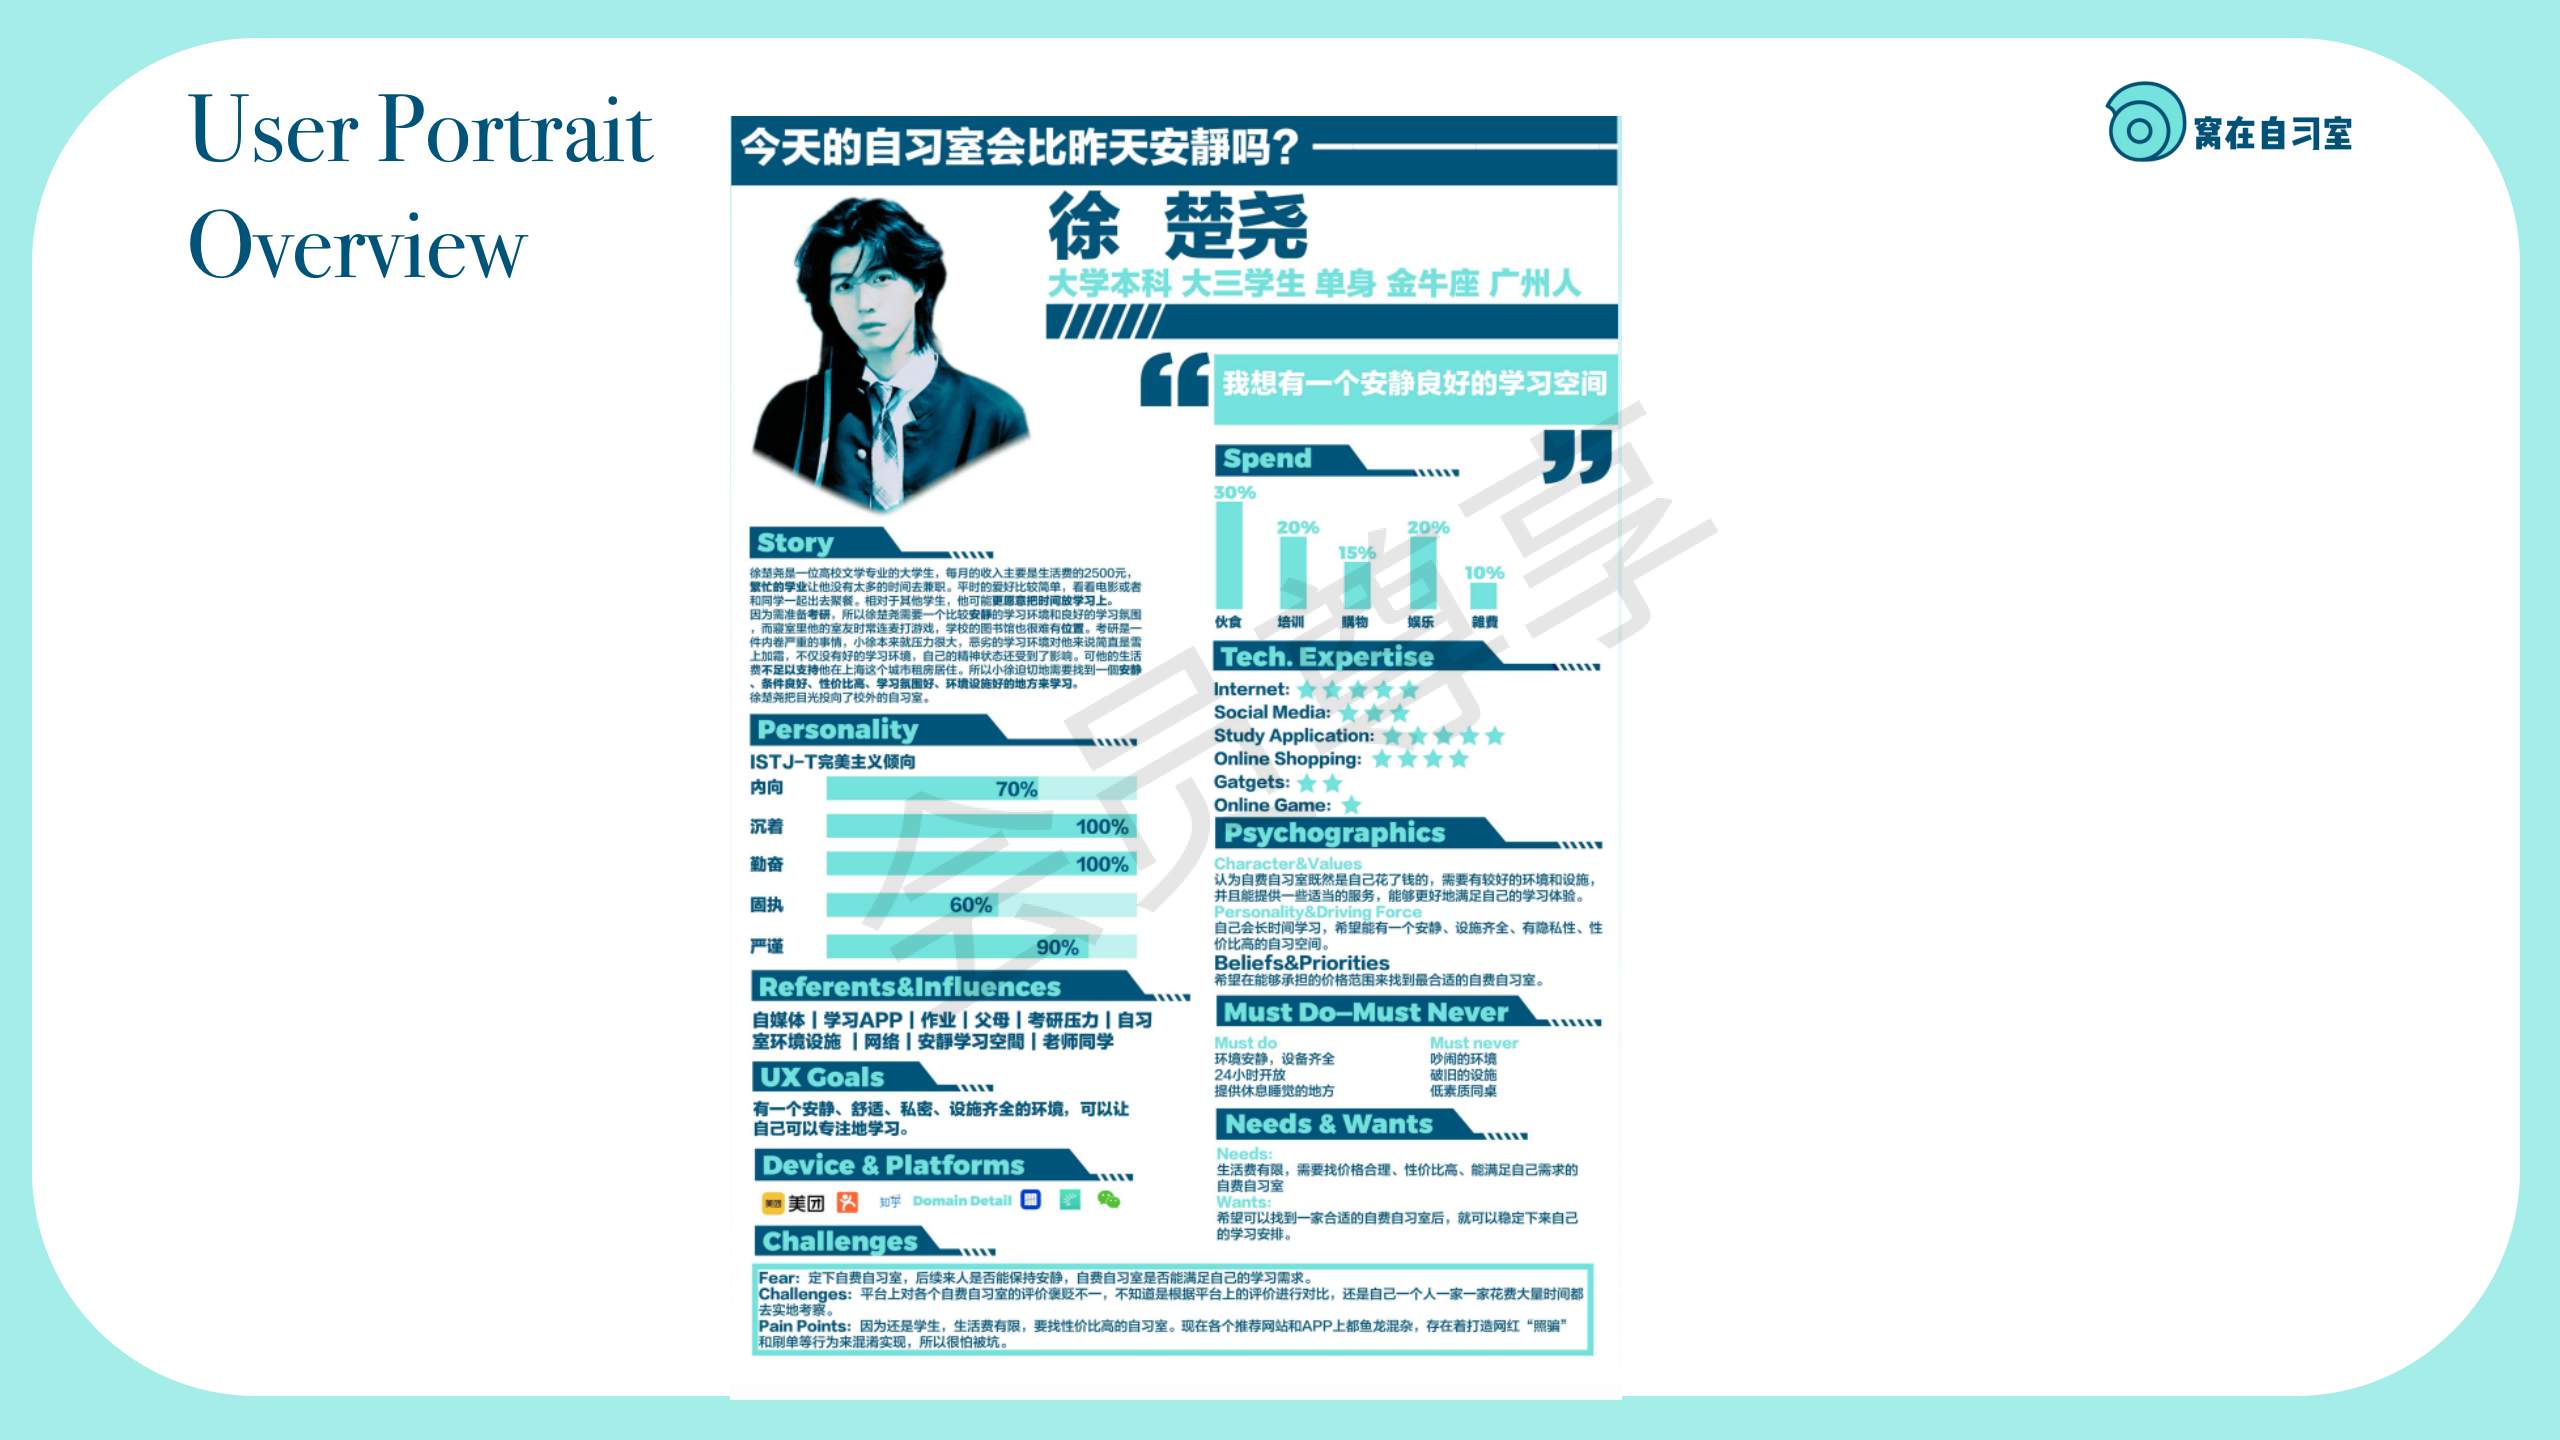 User Portrait
Overview
窝在自习室
今天的自习室会比昨天安靜吗？
徐 楚尧
大学本科 大三学生 单身 金牛座 广州人
“我想有一个安静良好的学习空间”
Story
徐楚尧是一位高校文学专业的大学生，每月的收入主要是生活费的2500元，
繁忙的学业让他没有太多的时间去兼职。平时的爱好比较简单，看看电影或者
和同学一起出去聚餐。相对于其他学生，他可能更愿意把时间放学习上。
因为需准备考研，所以徐楚尧需要一个比较安静的学习环境和良好的学习氛围
，而寝室里他的室友时常连麦打游戏，学校的图书馆也很难有位置。考研是一
件内卷严重的事情，小徐本来就压力很大，恶劣的学习环境对他来说简直是雪
上加霜，不仅没有好的学习环境，自己的精神状态还受到了影响。可他的生活
费不足以支持他在上海这个城市租房居住。所以小徐迫切地需要找到一個安静
、条件良好、性价比高、学习氛围好、环境设施好的地方来学习。
徐楚尧把目光投向了校外的自习室。
Personality
ISTJ-T完美主义倾向
内向 70%
沉着 100%
勤奋 100%
固执 60%
严谨 90%
Referents&Influences
自媒体 | 学习APP | 作业 | 父母 | 考研压力 | 自习
室环境设施 | 网络 | 安靜学习空間 | 老师同学
UX Goals
有一个安静、舒适、私密、设施齐全的环境，可以让
自己可以专注地学习。
Device & Platforms
美团 美团 知乎 Domain Detail
Spend
30% 20% 15% 20% 10%
伙食 培训 購物 娱乐 雜費
Tech. Expertise
Internet:
Social Media:
Study Application:
Online Shopping:
Gatgets:
Online Game:
Psychographics
Character&Values
认为自费自习室既然是自己花了钱的，需要有较好的环境和设施，
并且能提供一些适当的服务，能够更好地满足自己的学习体验。
Personality&Driving Force
自己会长时间学习，希望能有一个安静、设施齐全、有隐私性、性
价比高的自习空间。
Beliefs&Priorities
希望在能够承担的价格范围来找到最合适的自费自习室。
Must Do–Must Never
Must do
环境安静，设备齐全
24小时开放
提供休息睡觉的地方
Must never
吵闹的环境
破旧的设施
低素质同桌
Needs & Wants
Needs:
生活费有限，需要找价格合理、性价比高、能满足自己需求的
自费自习室
Wants:
希望可以找到一家合适的自费自习室后，就可以稳定下来自己
的学习安排。
Challenges
Fear: 定下自费自习室，后续来人是否能保持安静，自费自习室是否能满足自己的学习需求。
Challenges: 平台上对各个自费自习室的评价褒贬不一，不知道是根据平台上的评价进行对比，还是自己一个人一家一家花费大量时间都
去实地考察。
Pain Points: 因为还是学生，生活费有限，要找性价比高的自习室。现在各个推荐网站和APP上都鱼龙混杂，存在着打造网红“照骗”
和刷单等行为来混淆实现，所以很怕被坑。
会员尊享